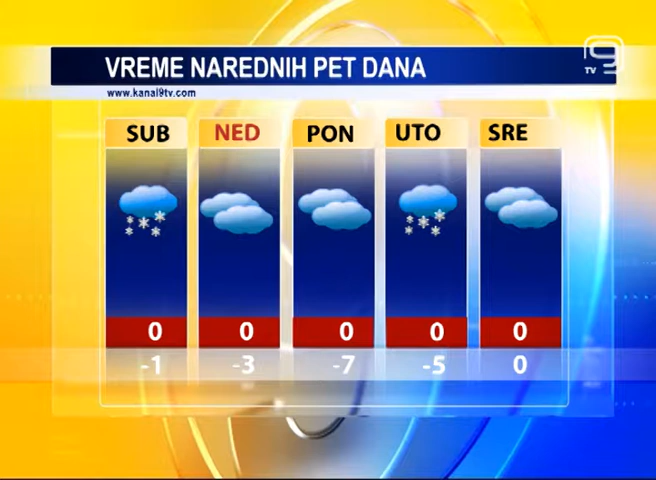 VREME NAREDNIH PET DANA
9
TV
www.kanal9tv.com
SUB NED PON UTO SRE
0 0 0 0 0
-1 -3 -7 -5 0